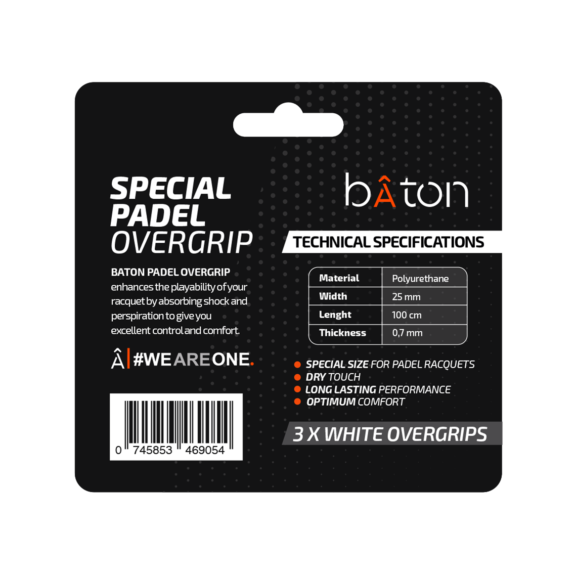 SPECIAL
PADEL
OVERGRIP
BATON PADEL OVERGRIP
enhances the playability of your
racquet by absorbing shock and
perspiration to give you
excellent control and comfort.
Â|#WEAREONE.
0 745853 469054
bâton
TECHNICAL SPECIFICATIONS
Material Polyurethane
Width 25 mm
Lenght 100 cm
Thickness 0,7 mm
SPECIAL SIZE FOR PADEL RACQUETS
DRY TOUCH
LONG LASTING PERFORMANCE
OPTIMUM COMFORT
3 X WHITE OVERGRIPS